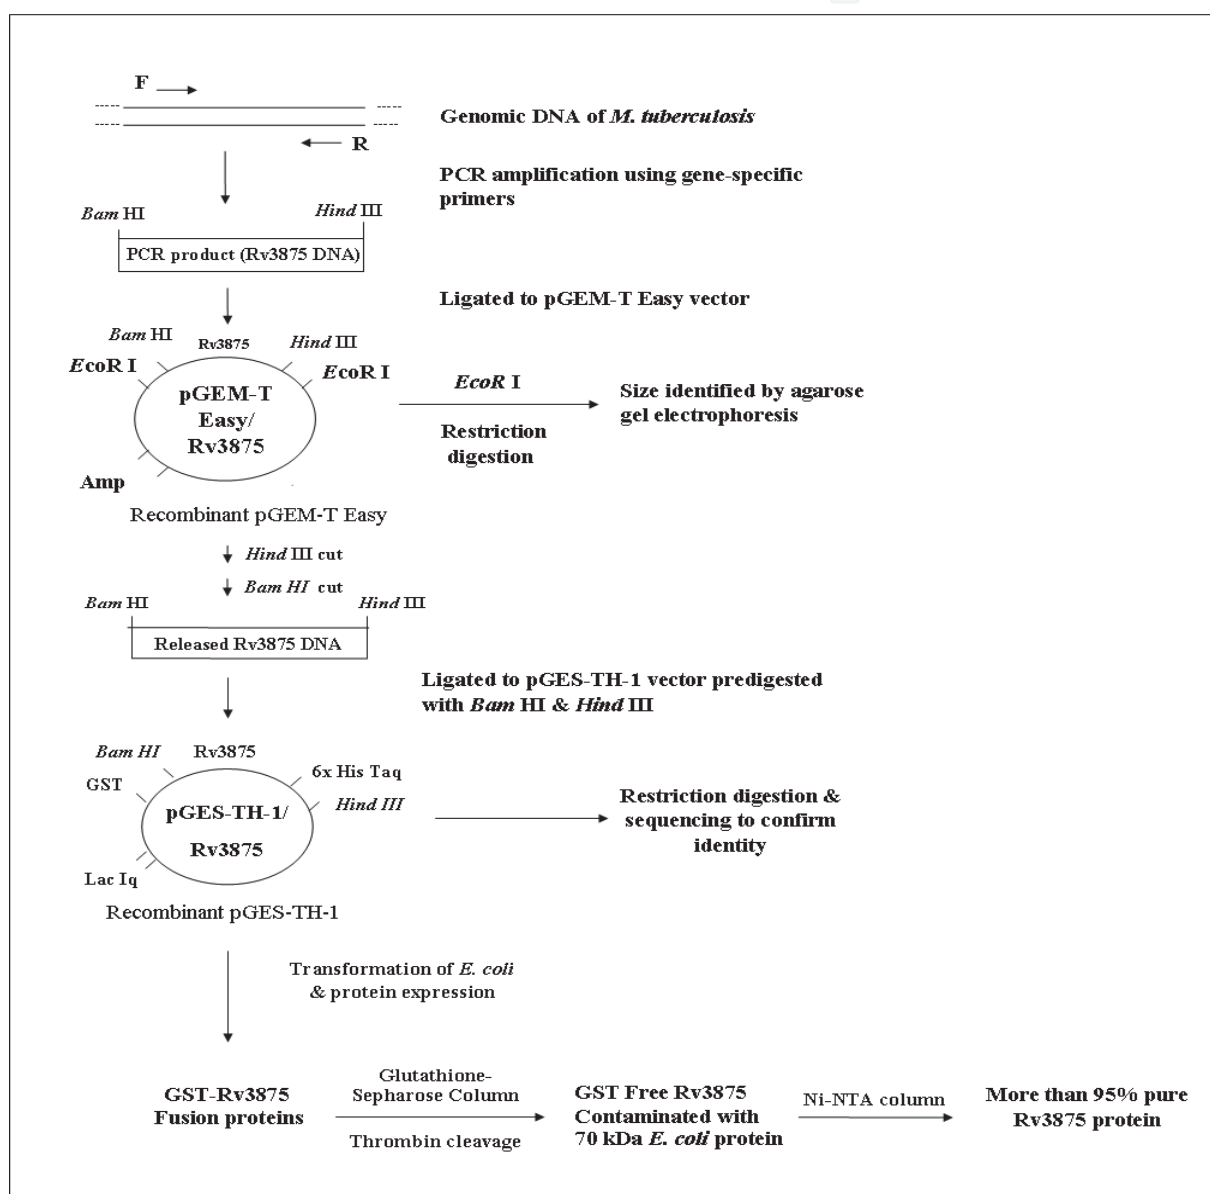 F
Genomic DNA of M. tuberculosis
R
PCR amplification using gene-specific
primers
Bam HI
Hind III
PCR product (Rv3875 DNA)
Ligated to pGEM-T Easy vector
Bam HI
Rv3875
Hind III
EcoR I
EcoR I
pGEM-T
Easy/
Rv3875
Amp
EcoR I
Restriction
digestion
Size identified by agarose
gel electrophoresis
Recombinant pGEM-T Easy
Hind III cut
Bam HI cut
Bam HI
Hind III
Released Rv3875 DNA
Ligated to pGES-TH-1 vector predigested
with Bam HI & Hind III
Bam HI
Rv3875
GST
6x His Taq
Hind III
pGES-TH-1/
Rv3875
Lac Iq
Restriction digestion &
sequencing to confirm
identity
Recombinant pGES-TH-1
Transformation of E. coli
& protein expression
GST-Rv3875
Fusion proteins
Glutathione-
Sepharose Column
Thrombin cleavage
GST Free Rv3875
Contaminated with
70 kDa E. coli protein
Ni-NTA column
More than 95% pure
Rv3875 protein